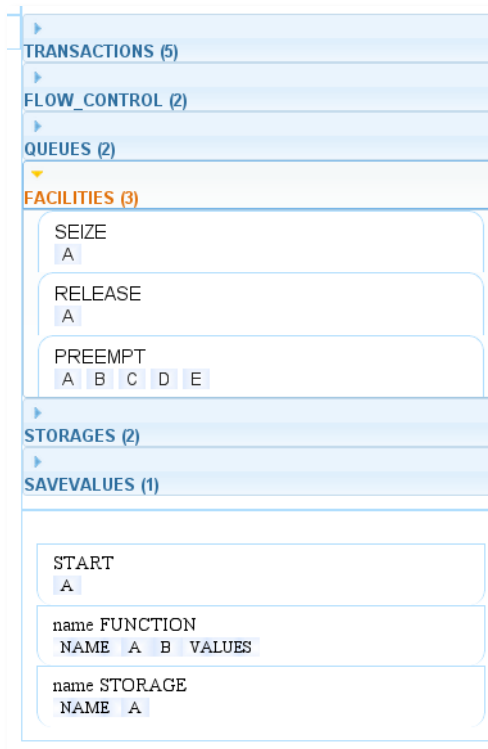 TRANSACTIONS (5)
FLOW_CONTROL (2)
QUEUES (2)
FACILITIES (3)
SEIZE
A
RELEASE
A
PREEMPT
A B C D E
STORAGES (2)
SAVEVALUES (1)
START
A
name FUNCTION
NAME A B VALUES
name STORAGE
NAME A